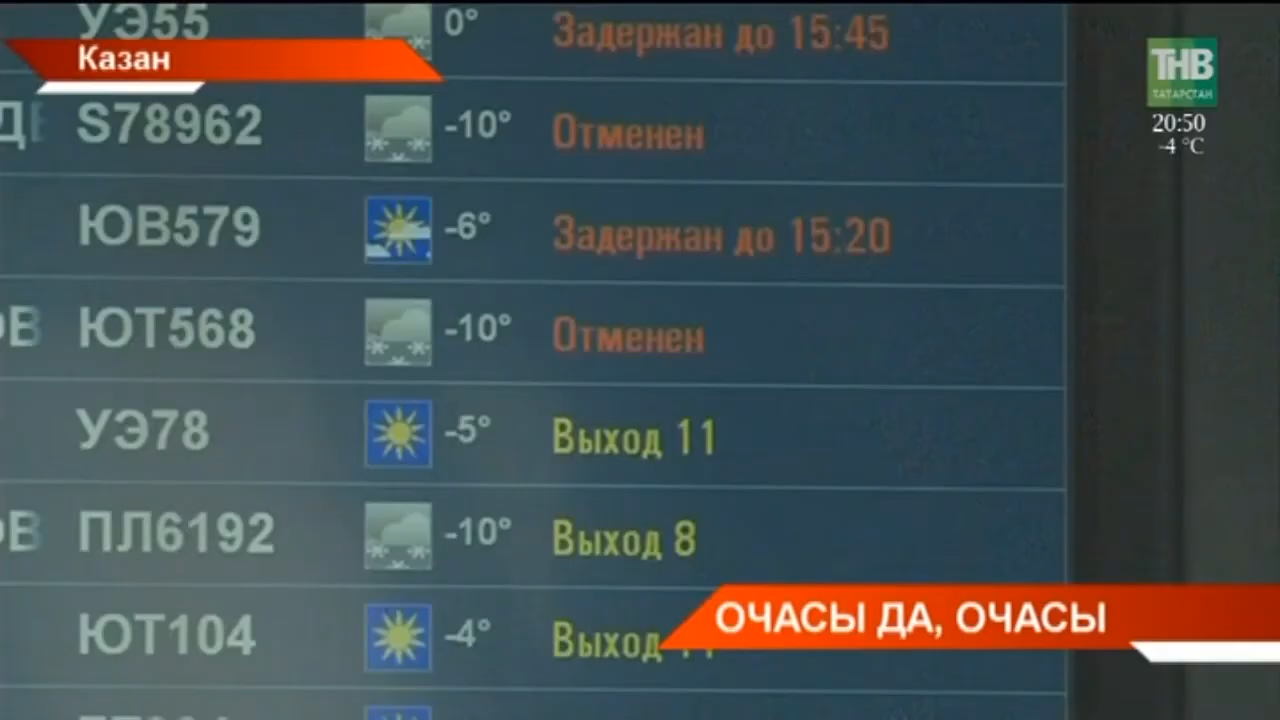 УЭ55 0° Задержан до 15:45
Казан
ТНВ
ТАТАРСТАН
20:50
-4 °C
S78962 -10° Отменен
ЮВ579 -6° Задержан до 15:20
ЮТ568 -10° Отменен
УЭ78 -5° Выход 11
ПЛ6192 -10° Выход 8
ЮТ104 -4° Выход
ОЧАСЫ ДА, ОЧАСЫ